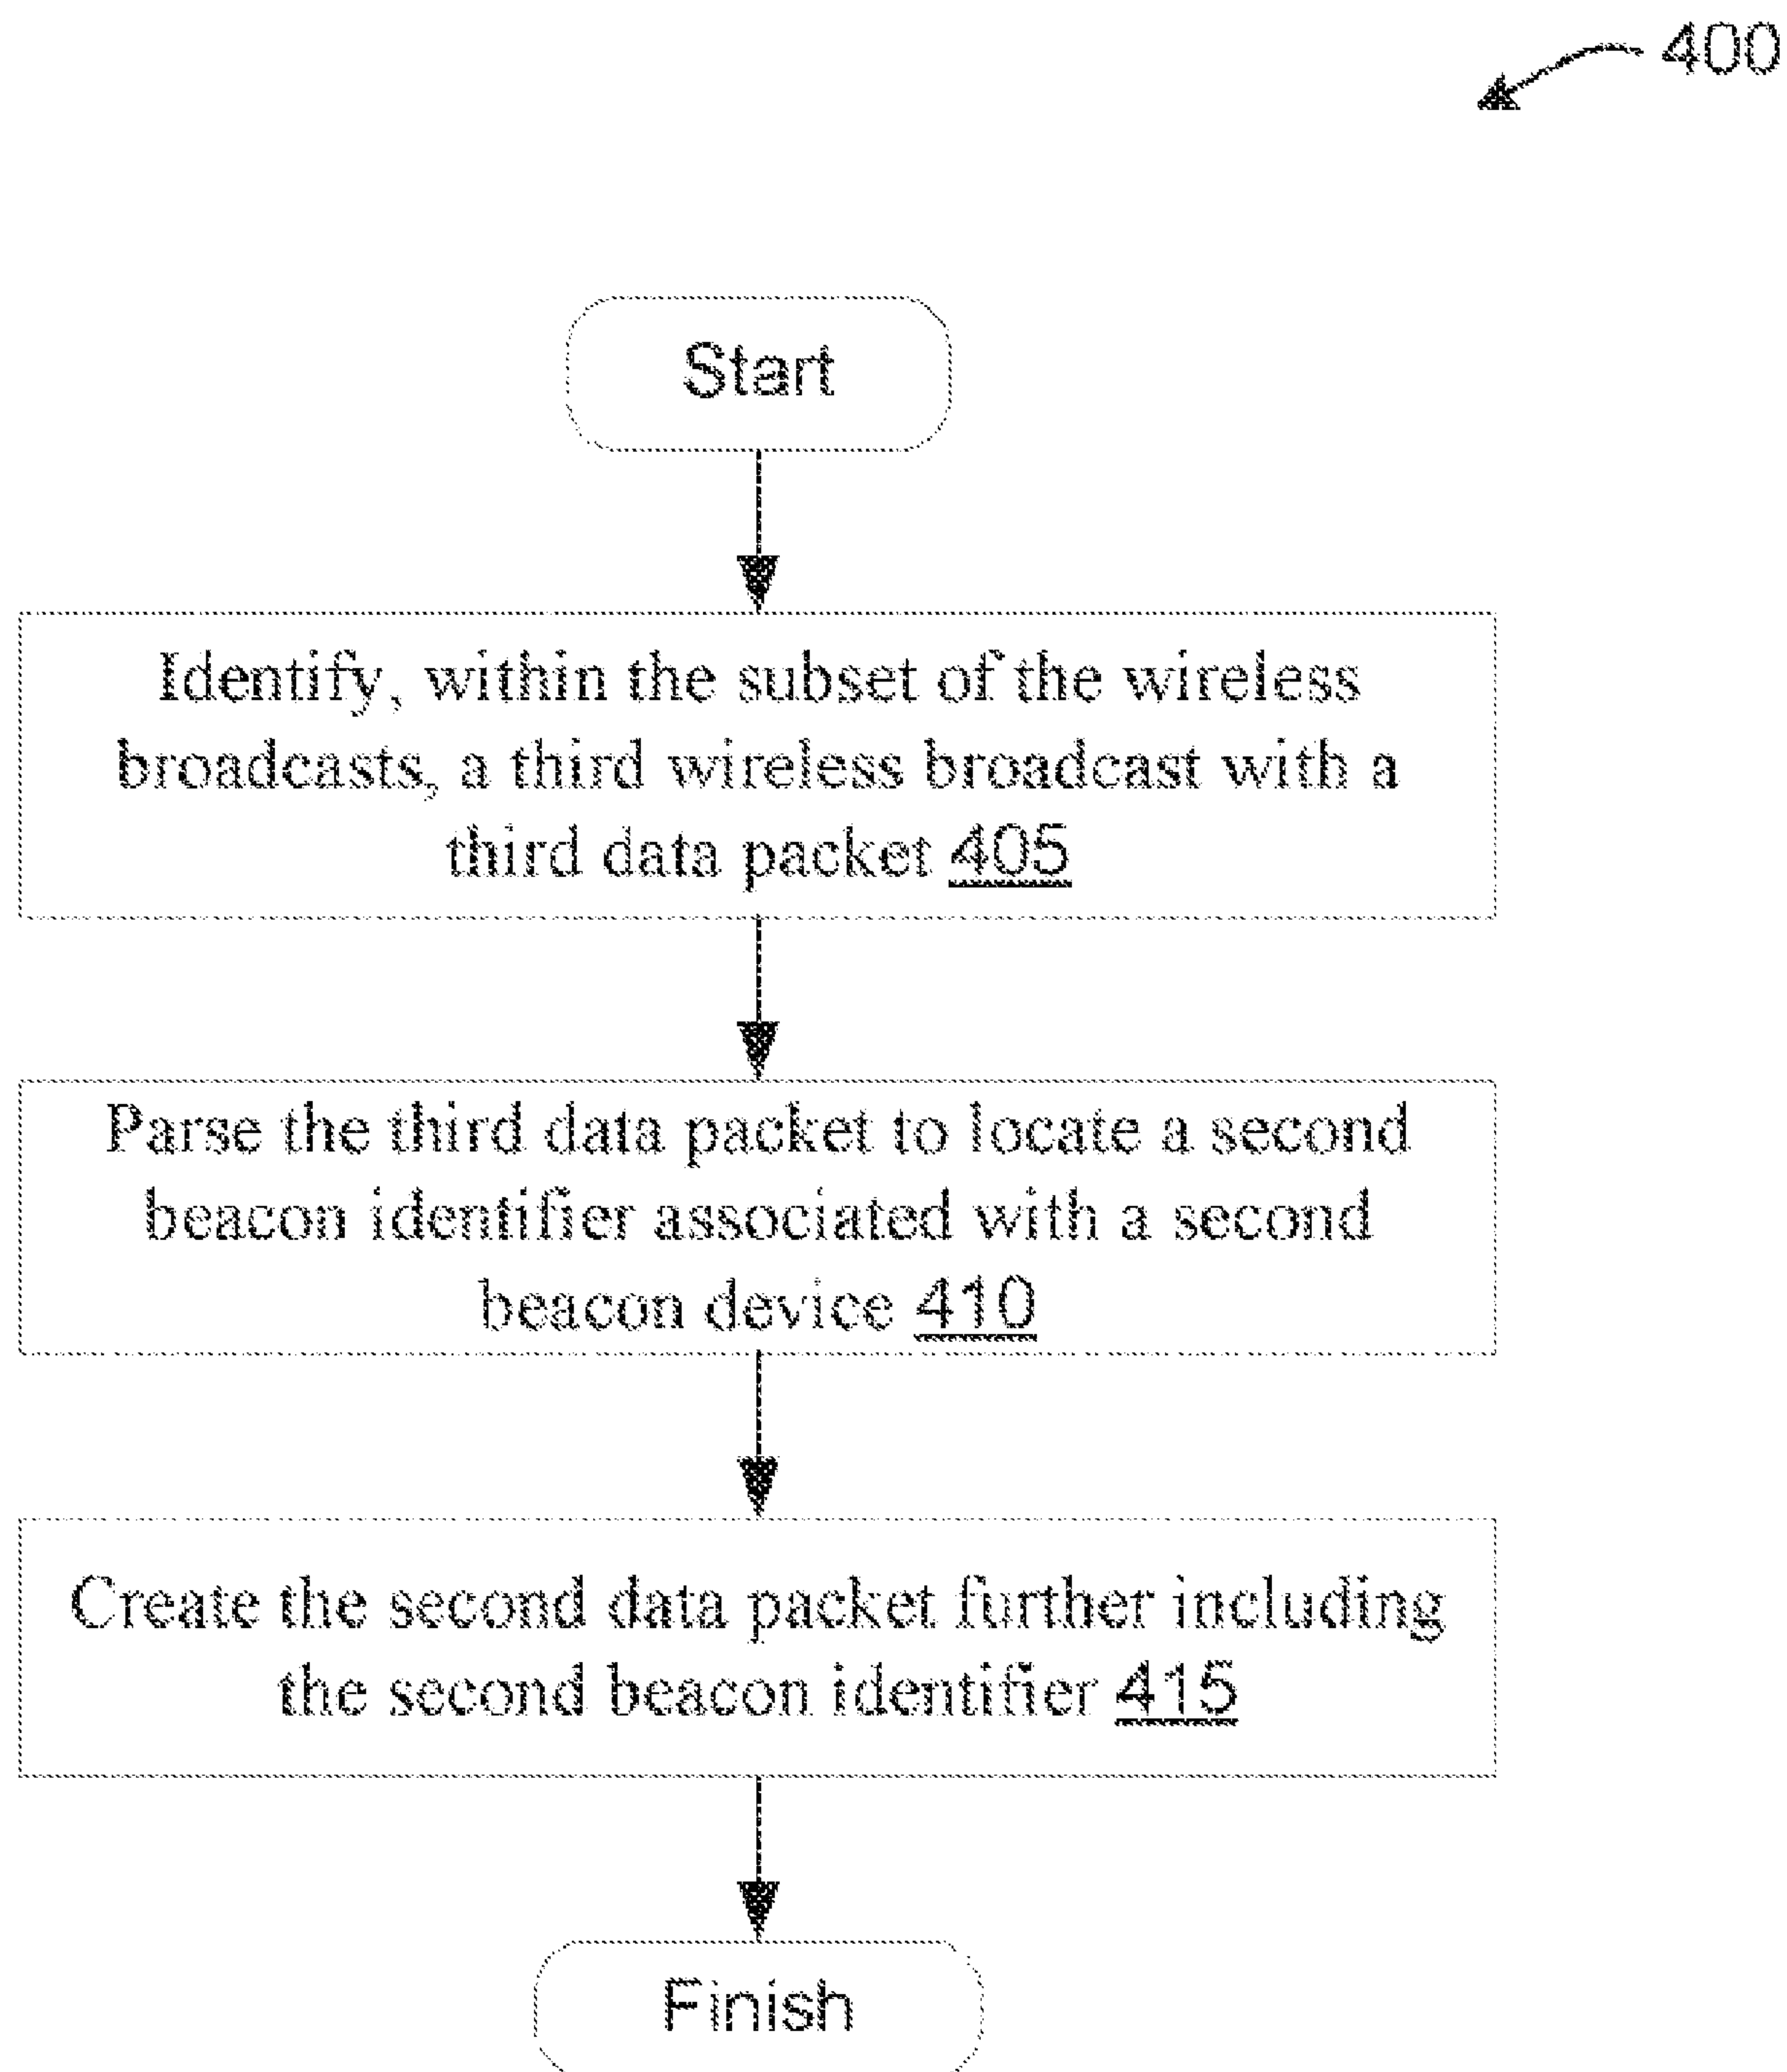 400
Start
Identify, within the subset of the wireless
broadcasts, a third wireless broadcast with a
third data packet 405
Parse the third data packet to locate a second
beacon identifier associated with a second
beacon device 410
Create the second data packet further including
the second beacon identifier 415
Finish